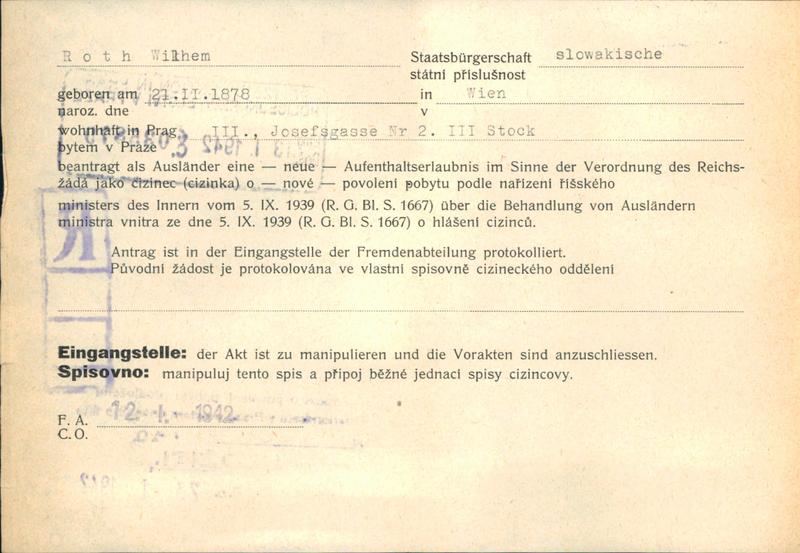 R o t h Wilhem
Staatsbürgerschaft slowakische
státní příslušnost
geboren am 21.II.1878 in Wien
naroz. dne v
wohnhaft in Prag III., Josefsgasse Nr 2. III Stock
bytem v Praze
beantragt als Ausländer eine — neue — Aufenthaltserlaubnis im Sinne der Verordnung des Reichs-
žádá jako cizinec (cizinka) o — nové — povolení pobytu podle nařízení říšského
ministers des Innern vom 5. IX. 1939 (R. G. Bl. S. 1667) über die Behandlung von Ausländern
ministra vnitra ze dne 5. IX. 1939 (R. G. Bl. S. 1667) o hlášení cizinců.
Antrag ist in der Eingangstelle der Fremdenabteilung protokolliert.
Původní žádost je protokolována ve vlastní spisovně cizineckého oddělení
Eingangstelle: der Akt ist zu manipulieren und die Vorakten sind anzuschliessen.
Spisovno: manipuluj tento spis a připoj běžné jednací spisy cizincovy.
F. A. 12. I. 1942
C. O.